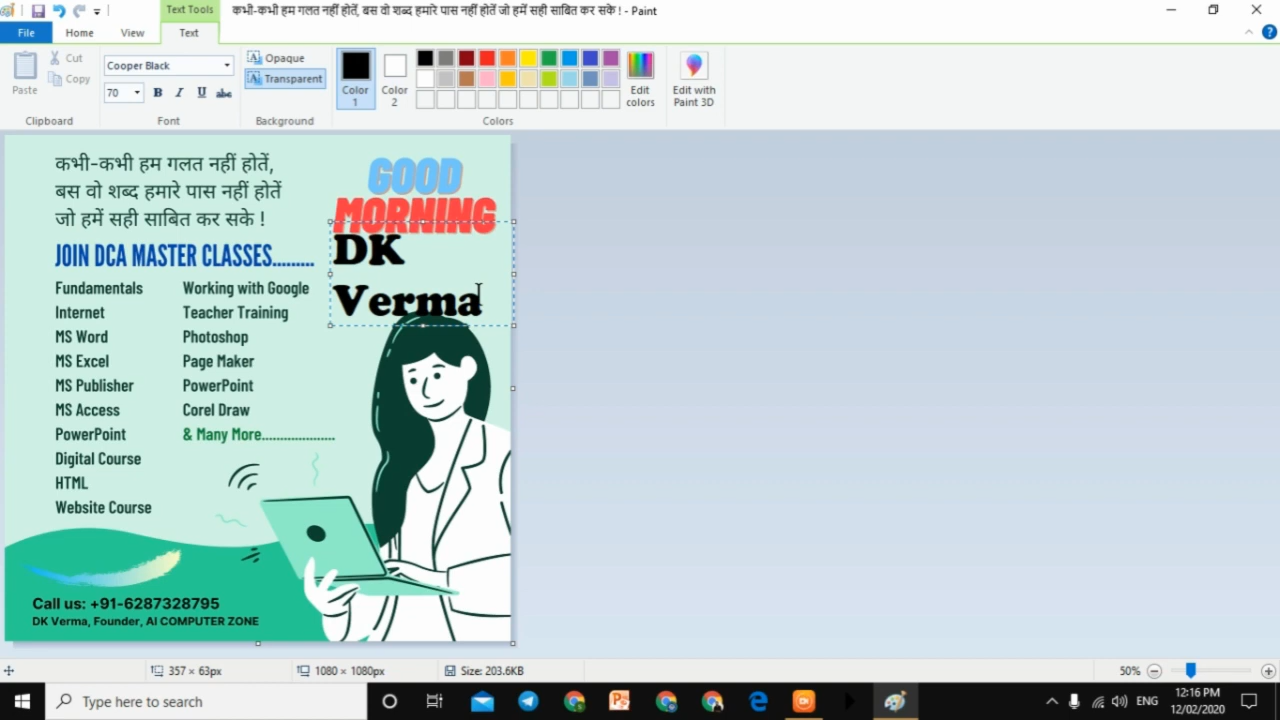 Text Tools
कभी-कभी हम गलत नहीं होतें, बस वो शब्द हमारे पास नहीं होतें जो हमें सही साबित कर सके ! - Paint
File Home View Text
Paste
Cut
Copy
Clipboard
Cooper Black
70 B I U abc
Font
Opaque
Transparent
Background
Color 1
Color 2
Edit colors
Colors
Edit with Paint 3D
कभी-कभी हम गलत नहीं होतें,
बस वो शब्द हमारे पास नहीं होतें
जो हमें सही साबित कर सके !
GOOD
MORNING
DK
Verma
JOIN DCA MASTER CLASSES.........
Fundamentals
Internet
MS Word
MS Excel
MS Publisher
MS Access
PowerPoint
Digital Course
HTML
Website Course
Working with Google
Teacher Training
Photoshop
Page Maker
PowerPoint
Corel Draw
& Many More....................
Call us: +91-6287328795
DK Verma, Founder, AI COMPUTER ZONE
357 × 63px
1080 × 1080px
Size: 203.6KB
50%
Type here to search
ENG
12:16 PM
12/02/2020